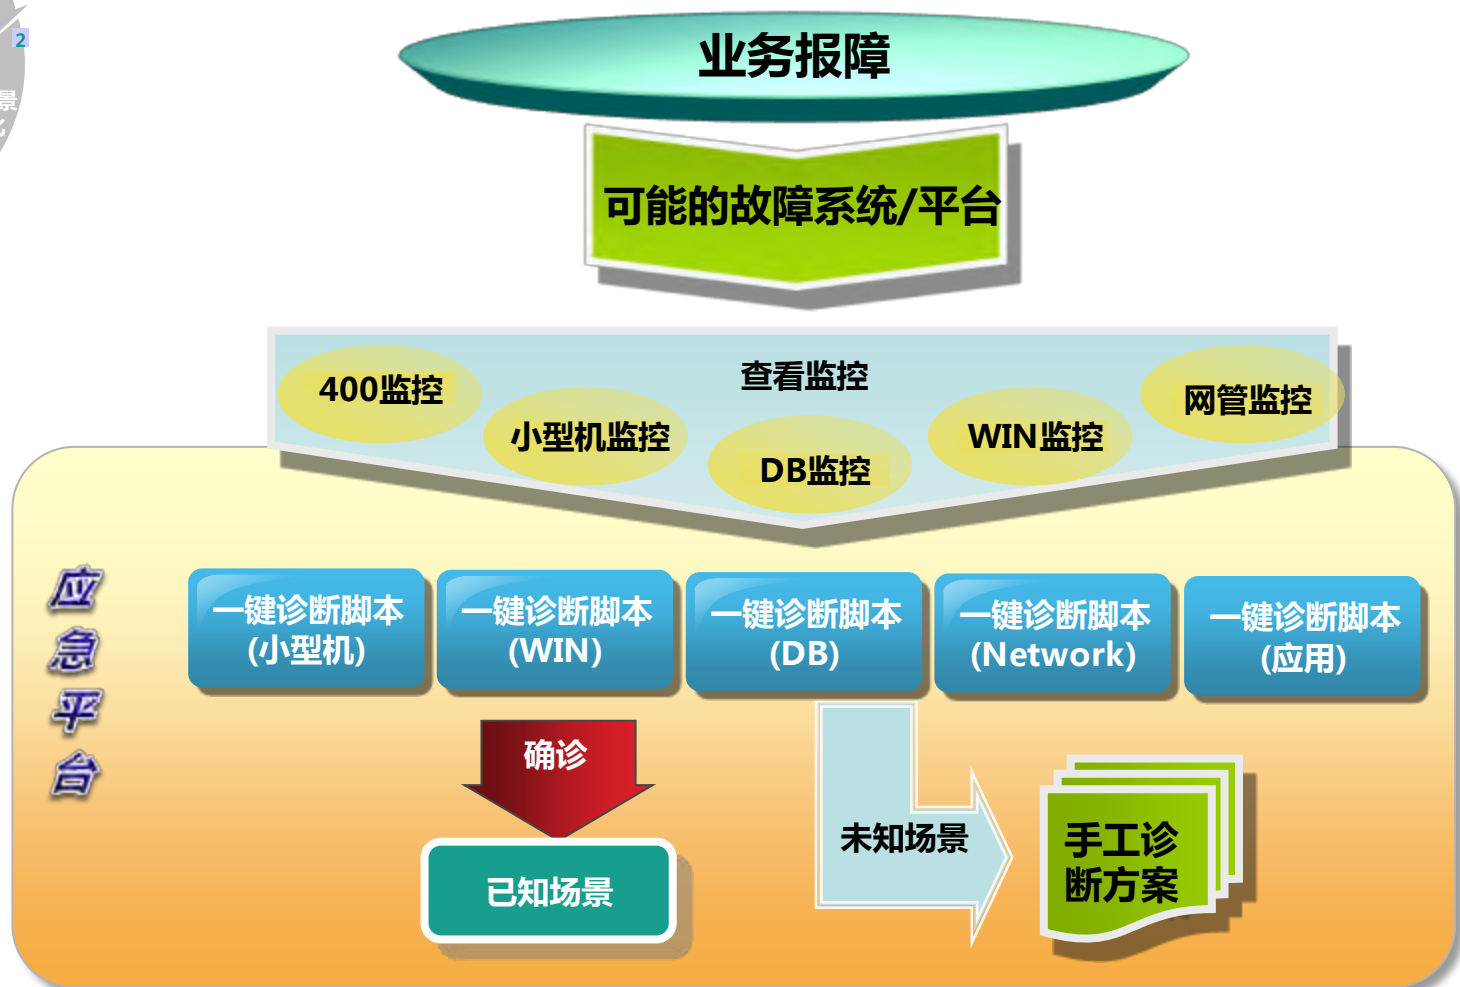 2
景
业务报障
可能的故障系统/平台
查看监控
400监控
小型机监控
DB监控
WIN监控
网管监控
应
急
平
台
一键诊断脚本
(小型机)
一键诊断脚本
(WIN)
一键诊断脚本
(DB)
一键诊断脚本
(Network)
一键诊断脚本
(应用)
确诊
已知场景
未知场景
手工诊
断方案